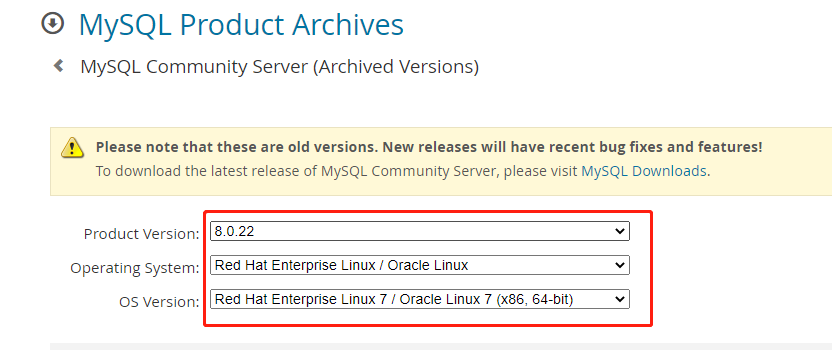 MySQL Product Archives
MySQL Community Server (Archived Versions)
Please note that these are old versions. New releases will have recent bug fixes and features!
To download the latest release of MySQL Community Server, please visit MySQL Downloads.
Product Version: 8.0.22
Operating System: Red Hat Enterprise Linux / Oracle Linux
OS Version: Red Hat Enterprise Linux 7 / Oracle Linux 7 (x86, 64-bit)